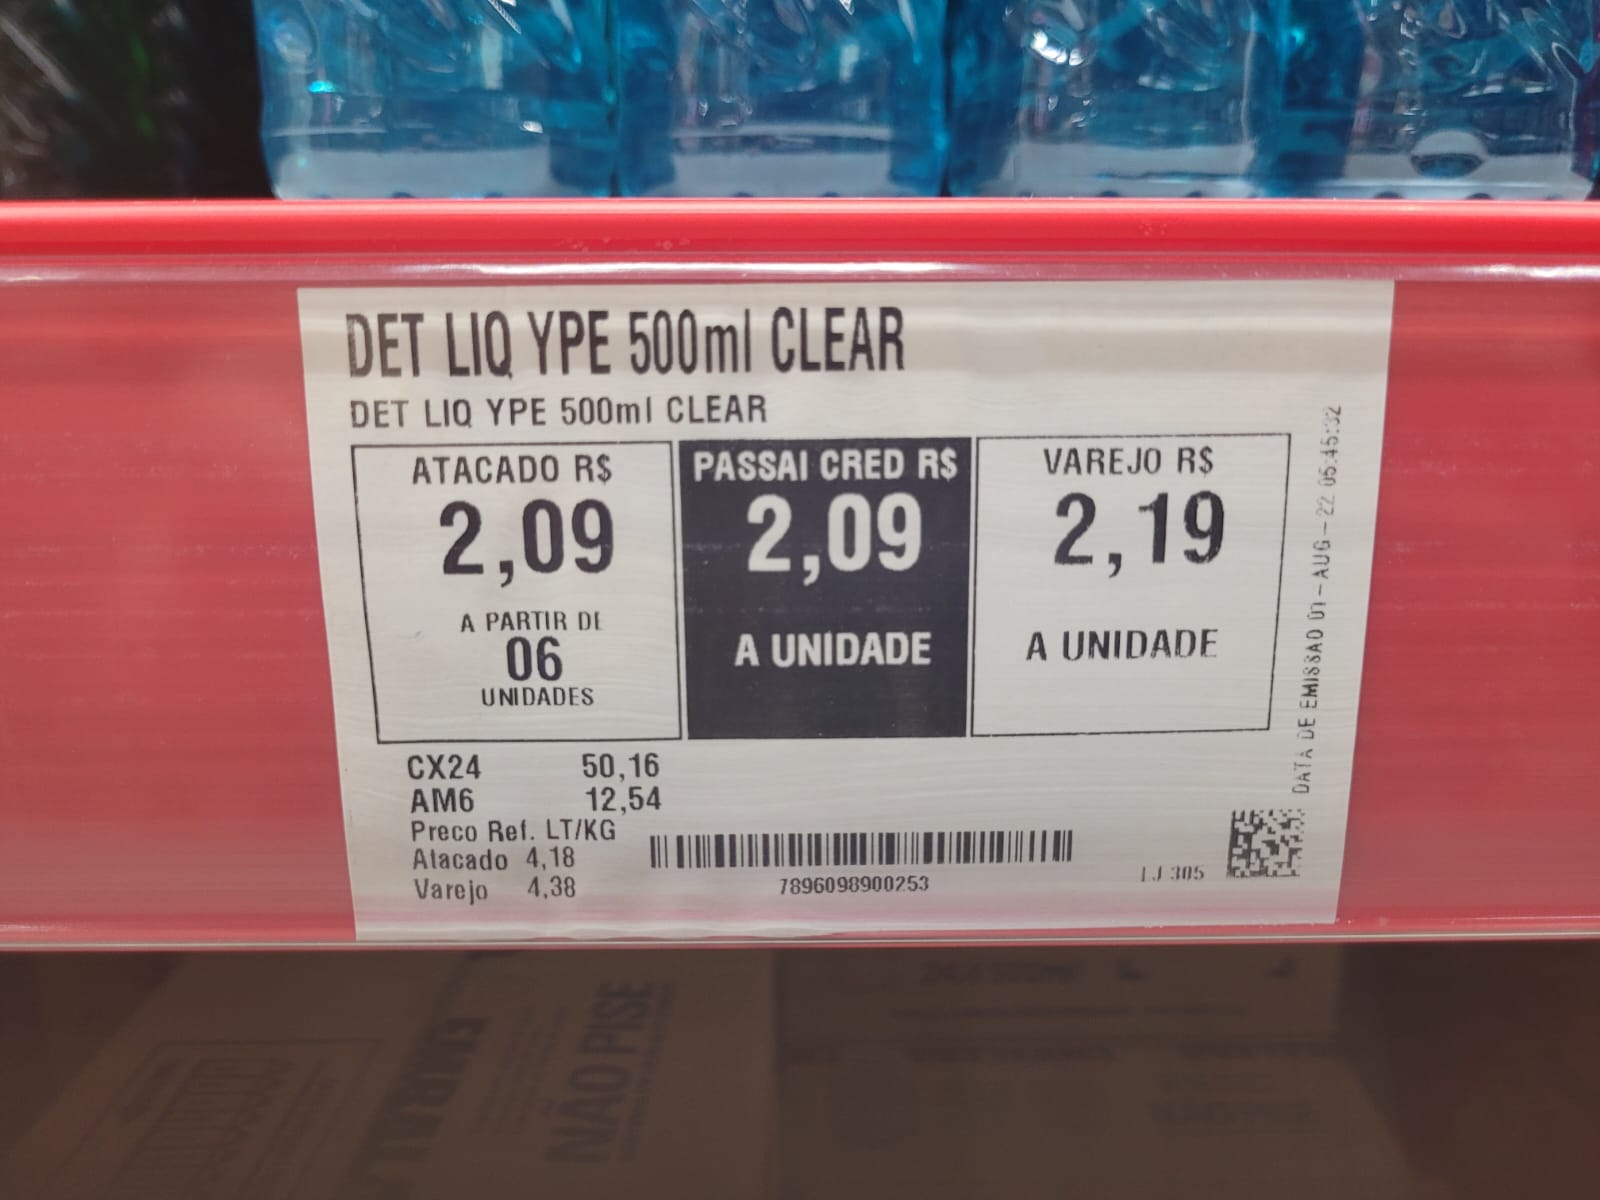 DET LIQ YPE 500ml CLEAR
DET LIQ YPE 500ml CLEAR
ATACADO R$
2,09
A PARTIR DE
06
UNIDADES
PASSAI CRED R$
2,09
A UNIDADE
VAREJO R$
2,19
A UNIDADE
DATA DE EMISSAO 01-AUG-22 05:45:32
CX24 50,16
AM6 12,54
Preco Ref. LT/KG
Atacado 4,18
Varejo 4,38
7896098900253
LJ 305
NÃO PISE